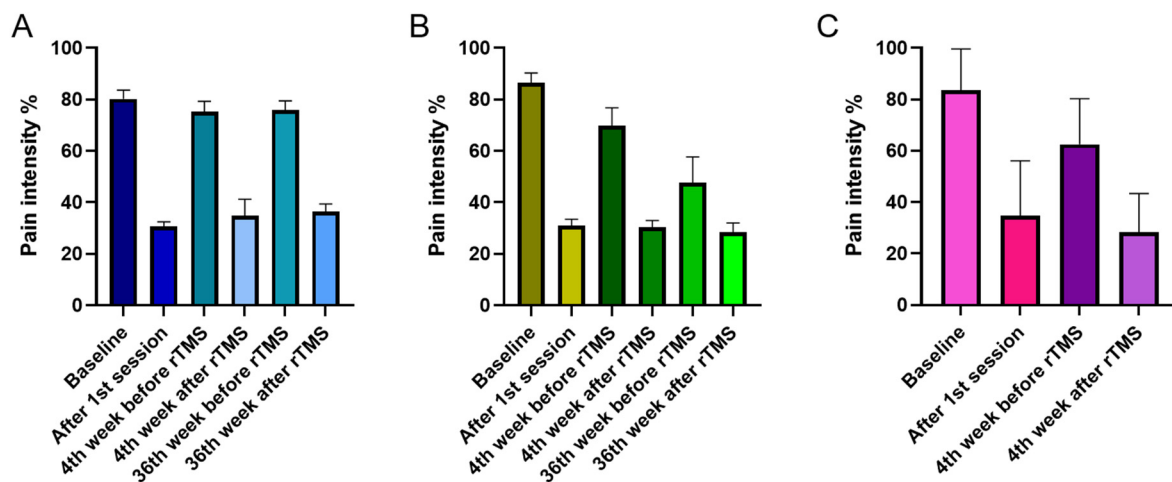 A
Pain intensity %
100
80
60
40
20
0
Baseline
After 1st session
4th week before rTMS
4th week after rTMS
36th week before rTMS
36th week after rTMS
B
Pain intensity %
100
80
60
40
20
0
Baseline
After 1st session
4th week before rTMS
4th week after rTMS
36th week before rTMS
36th week after rTMS
C
Pain intensity %
100
80
60
40
20
0
Baseline
After 1st session
4th week before rTMS
4th week after rTMS